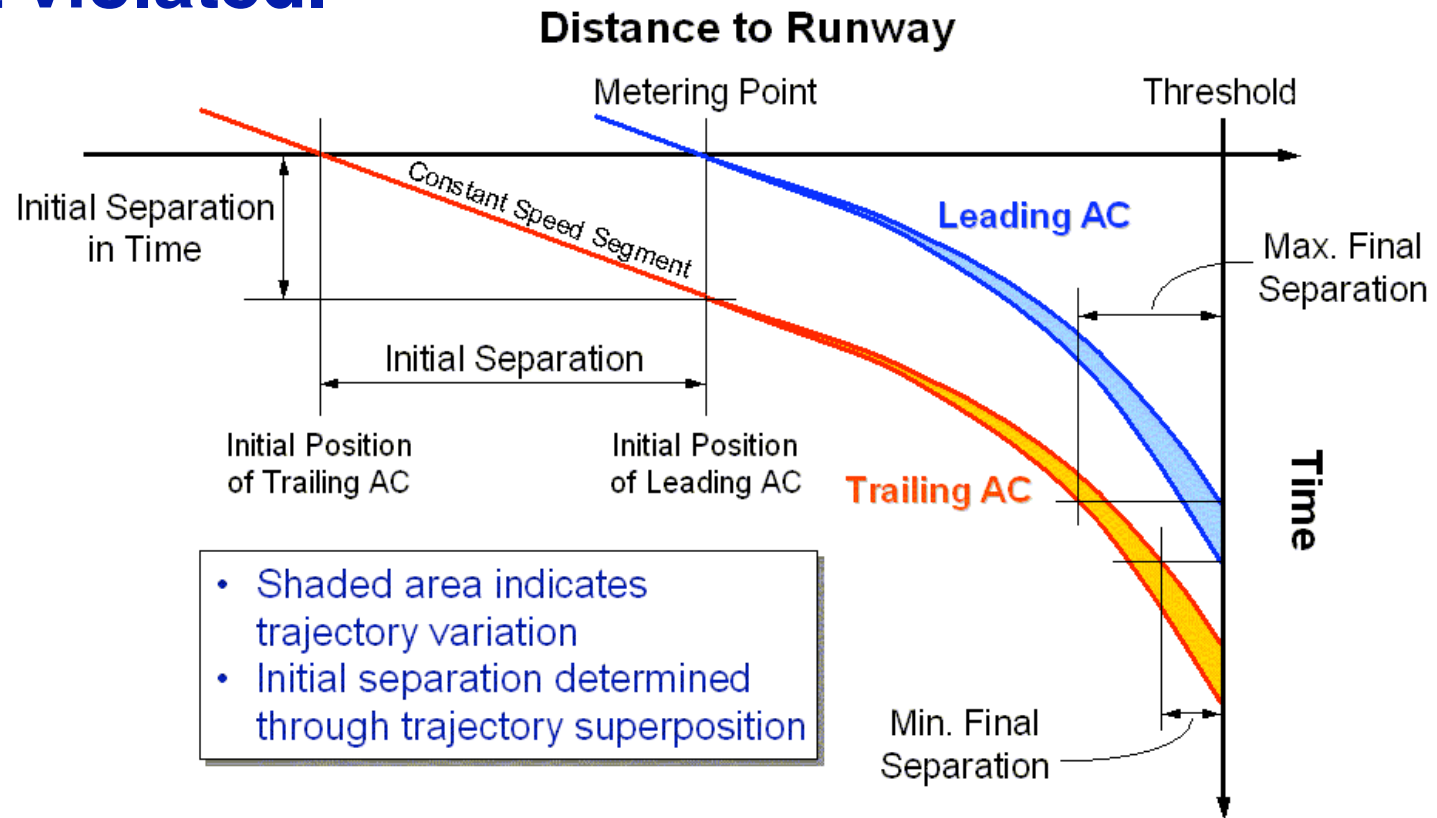 violated.
Distance to Runway
Metering Point
Threshold
Constant Speed Segment
Initial Separation
in Time
Leading AC
Max. Final
Separation
Initial Separation
Initial Position
of Trailing AC
Initial Position
of Leading AC
Trailing AC
Time
• Shaded area indicates
trajectory variation
• Initial separation determined
through trajectory superposition
Min. Final
Separation